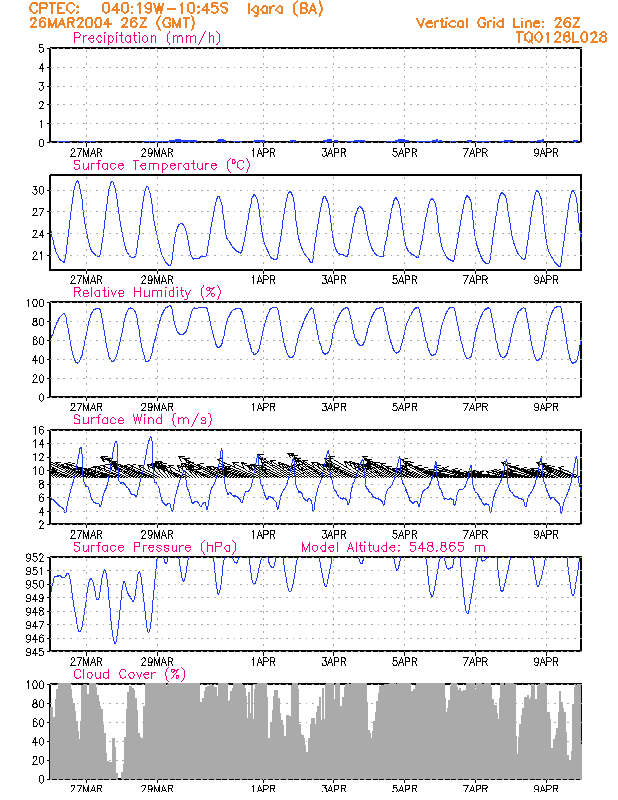 CPTEC: 040:19W-10:45S Igara (BA)
26MAR2004 26Z (GMT) Vertical Grid Line: 26Z
Precipitation (mm/h) TQ0126L028
5
4
3
2
1
0
27MAR 29MAR 1APR 3APR 5APR 7APR 9APR
Surface Temperature (°C)
30
27
24
21
27MAR 29MAR 1APR 3APR 5APR 7APR 9APR
Relative Humidity (%)
100
80
60
40
20
0
27MAR 29MAR 1APR 3APR 5APR 7APR 9APR
Surface Wind (m/s)
16
14
12
10
8
6
4
2
27MAR 29MAR 1APR 3APR 5APR 7APR 9APR
Surface Pressure (hPa) Model Altitude: 548.865 m
952
951
950
949
948
947
946
945
27MAR 29MAR 1APR 3APR 5APR 7APR 9APR
Cloud Cover (%)
100
80
60
40
20
0
27MAR 29MAR 1APR 3APR 5APR 7APR 9APR